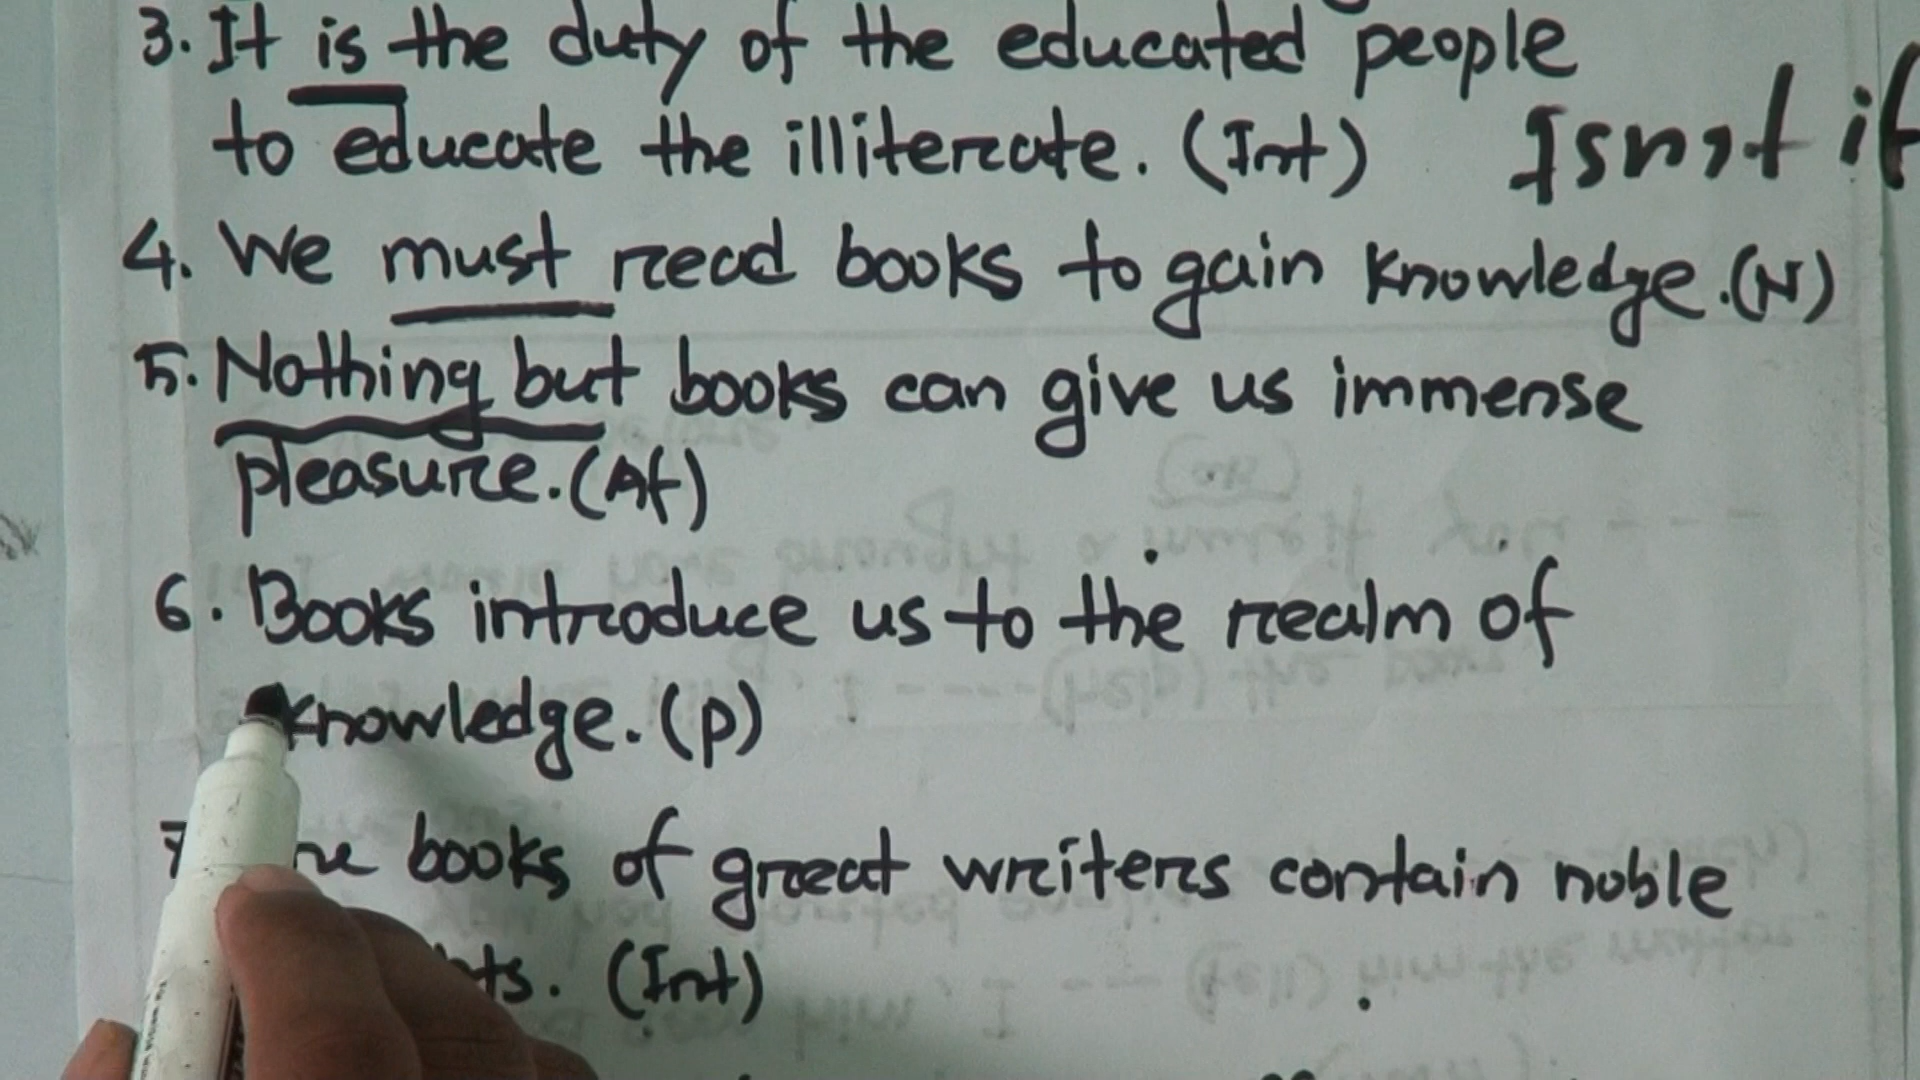 3. It is the duty of the educated people
to educate the illiterate. (Int) Isn't it
4. We must read books to gain knowledge. (N)
5. Nothing but books can give us immense
pleasure. (Af)
6. Books introduce us to the realm of
knowledge. (P)
7. books of great writers contain noble
(Int)